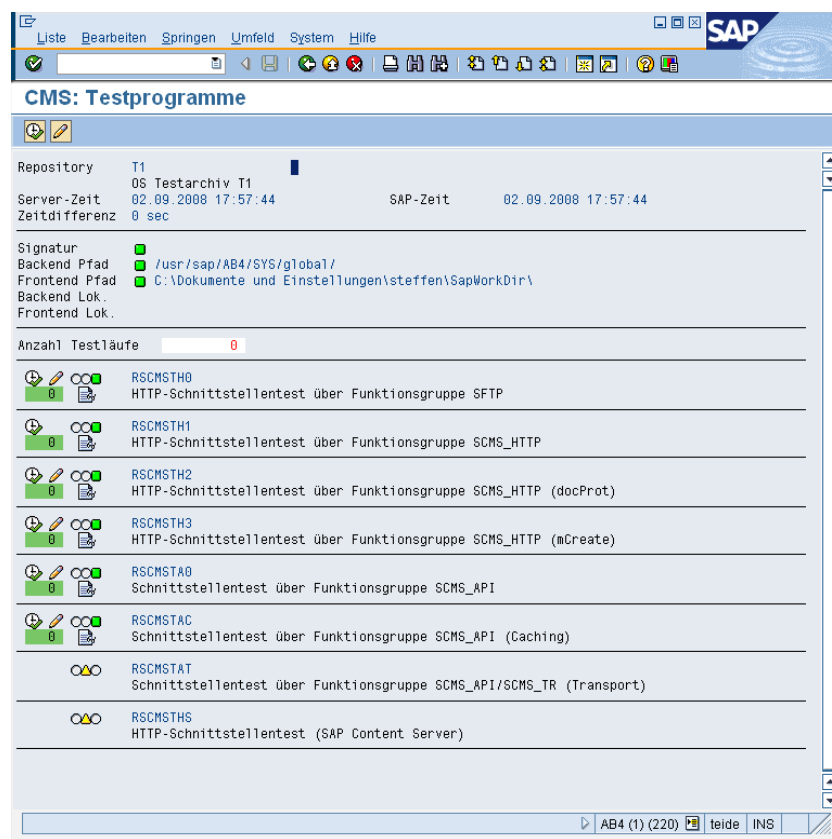 Liste Bearbeiten Springen Umfeld System Hilfe
SAP
CMS: Testprogramme
Repository T1
OS Testarchiv T1
Server-Zeit 02.09.2008 17:57:44 SAP-Zeit 02.09.2008 17:57:44
Zeitdifferenz 0 sec
Signatur
Backend Pfad /usr/sap/AB4/SYS/global/
Frontend Pfad C:\Dokumente und Einstellungen\steffen\SapWorkDir\
Backend Lok.
Frontend Lok.
Anzahl Testläufe 0
RSCMSTH0
0 HTTP-Schnittstellentest über Funktionsgruppe SFTP
RSCMSTH1
0 HTTP-Schnittstellentest über Funktionsgruppe SCMS_HTTP
RSCMSTH2
0 HTTP-Schnittstellentest über Funktionsgruppe SCMS_HTTP (docProt)
RSCMSTH3
0 HTTP-Schnittstellentest über Funktionsgruppe SCMS_HTTP (mCreate)
RSCMSTA0
0 Schnittstellentest über Funktionsgruppe SCMS_API
RSCMSTAC
0 Schnittstellentest über Funktionsgruppe SCMS_API (Caching)
RSCMSTAT
Schnittstellentest über Funktionsgruppe SCMS_API/SCMS_TR (Transport)
RSCMSTHS
HTTP-Schnittstellentest (SAP Content Server)
AB4 (1) (220) teide INS